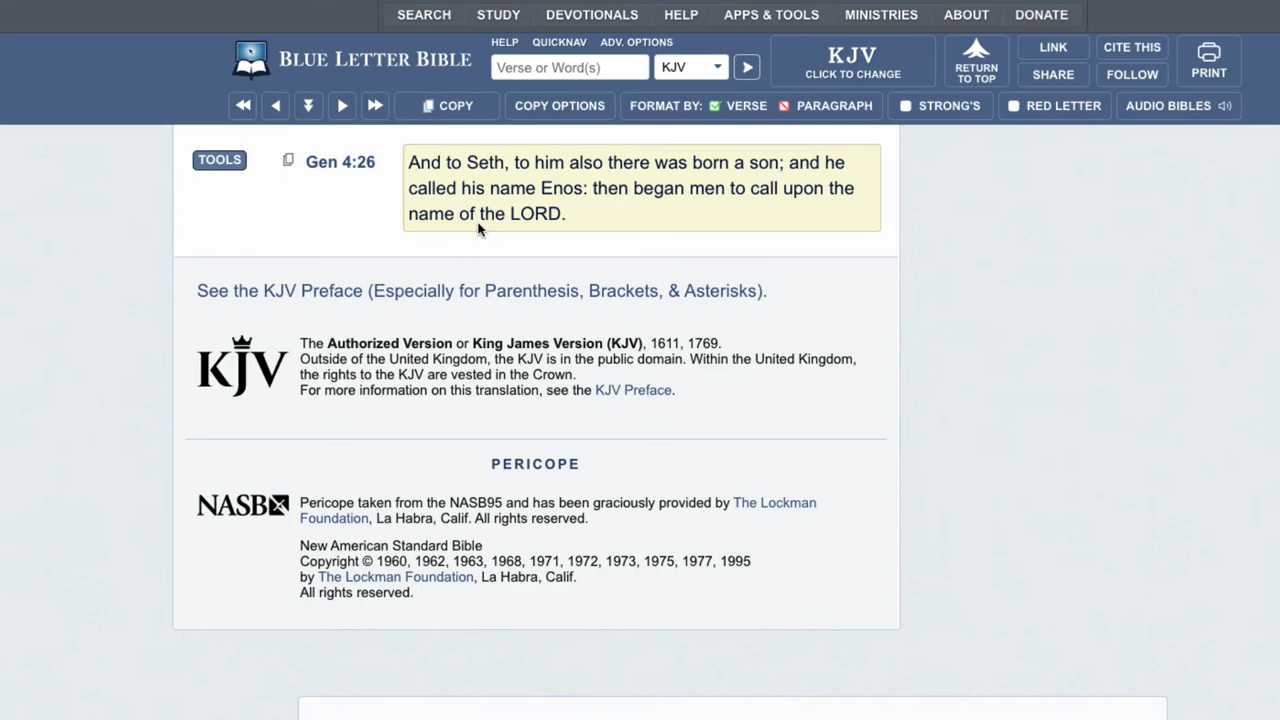 SEARCH STUDY DEVOTIONALS HELP APPS & TOOLS MINISTRIES ABOUT DONATE
BLUE LETTER BIBLE
HELP QUICKNAV ADV. OPTIONS
Verse or Word(s) KJV
KJV
CLICK TO CHANGE
RETURN
TO TOP
LINK CITE THIS
SHARE FOLLOW
PRINT
COPY COPY OPTIONS FORMAT BY: VERSE PARAGRAPH STRONG'S RED LETTER AUDIO BIBLES
TOOLS Gen 4:26
And to Seth, to him also there was born a son; and he
called his name Enos: then began men to call upon the
name of the LORD.
See the KJV Preface (Especially for Parenthesis, Brackets, & Asterisks).
KJV
The Authorized Version or King James Version (KJV), 1611, 1769.
Outside of the United Kingdom, the KJV is in the public domain. Within the United Kingdom,
the rights to the KJV are vested in the Crown.
For more information on this translation, see the KJV Preface.
PERICOPE
NASB
Pericope taken from the NASB95 and has been graciously provided by The Lockman
Foundation, La Habra, Calif. All rights reserved.
New American Standard Bible
Copyright © 1960, 1962, 1963, 1968, 1971, 1972, 1973, 1975, 1977, 1995
by The Lockman Foundation, La Habra, Calif.
All rights reserved.